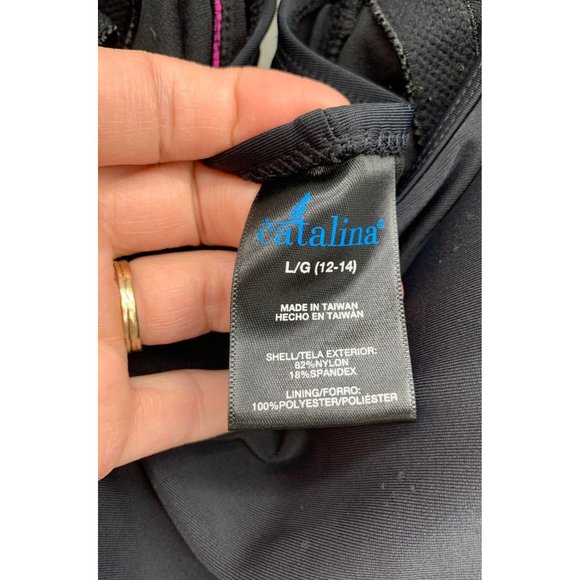 catalina®
L/G (12-14)
MADE IN TAIWAN
HECHO EN TAIWÁN
SHELL/TELA EXTERIOR:
82%NYLON
18%SPANDEX
LINING/FORRO:
100%POLYESTER/POLIÉSTER